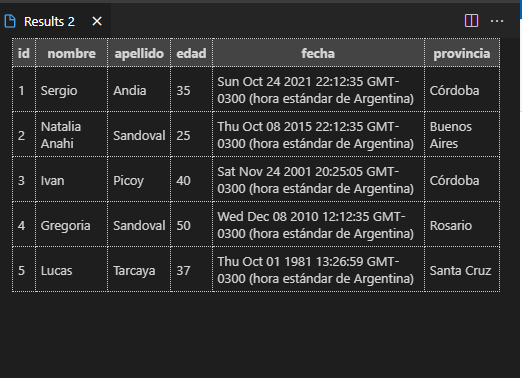 Results 2
id nombre apellido edad fecha provincia
1 Sergio Andia 35 Sun Oct 24 2021 22:12:35 GMT-0300 (hora estándar de Argentina) Córdoba
2 Natalia Anahi Sandoval 25 Thu Oct 08 2015 22:12:35 GMT-0300 (hora estándar de Argentina) Buenos Aires
3 Ivan Picoy 40 Sat Nov 24 2001 20:25:05 GMT-0300 (hora estándar de Argentina) Córdoba
4 Gregoria Sandoval 50 Wed Dec 08 2010 12:12:35 GMT-0300 (hora estándar de Argentina) Rosario
5 Lucas Tarcaya 37 Thu Oct 01 1981 13:26:59 GMT-0300 (hora estándar de Argentina) Santa Cruz